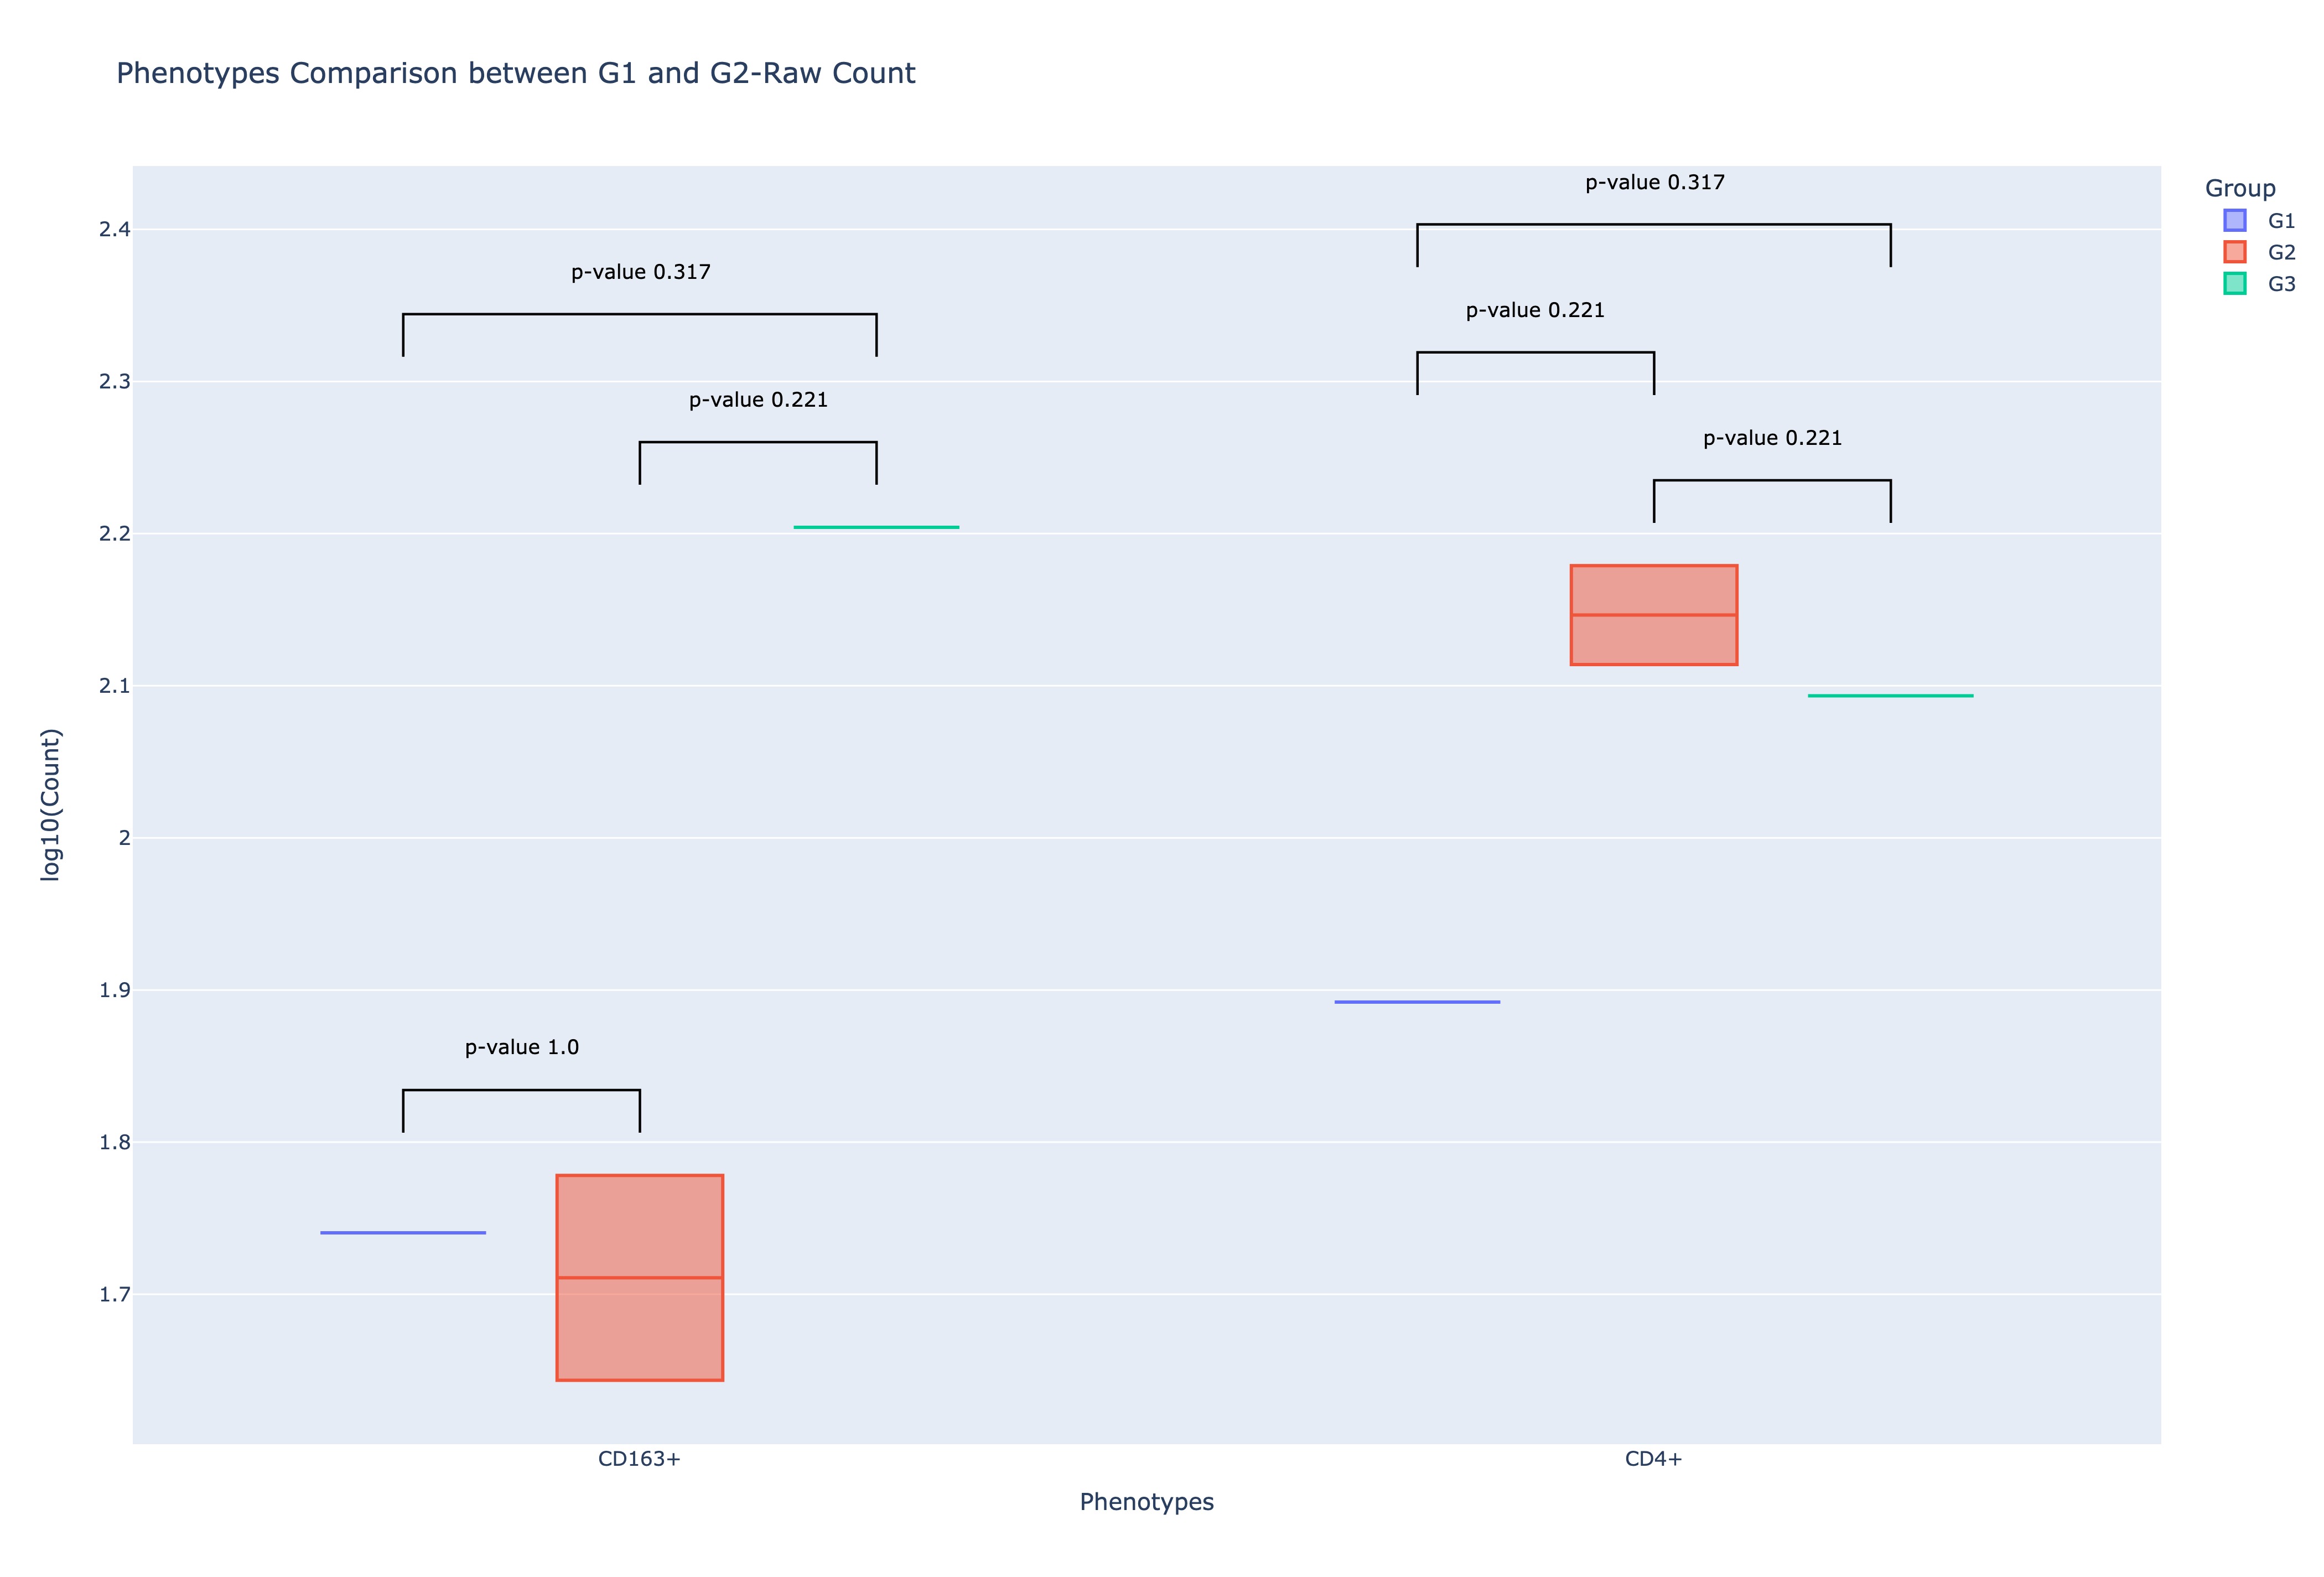 Phenotypes Comparison between G1 and G2-Raw Count
Group
G1
G2
G3
p-value 0.317
2.4
p-value 0.317
p-value 0.221
2.3
p-value 0.221
p-value 0.221
2.2
2.1
log10(Count)
2
1.9
p-value 1.0
1.8
1.7
CD163+
CD4+
Phenotypes